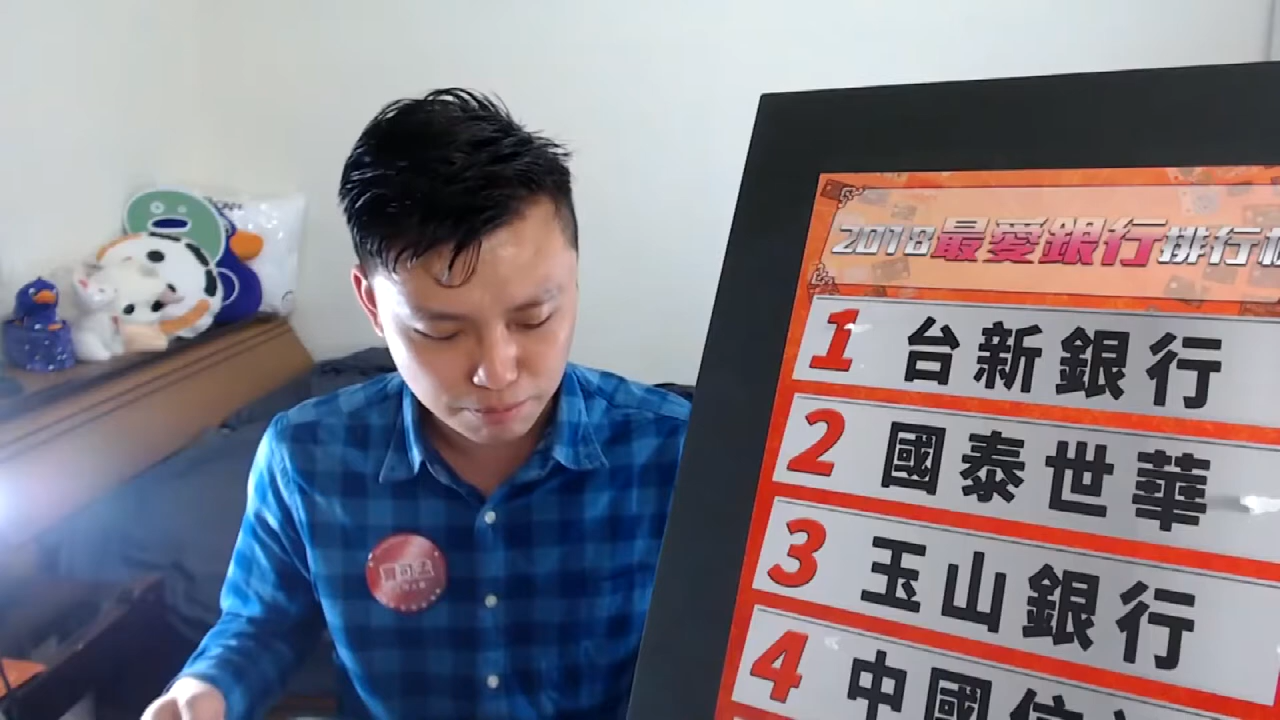 2018最愛銀行排行
1 台新銀行
2 國泰世華
3 玉山銀行
4 中國信